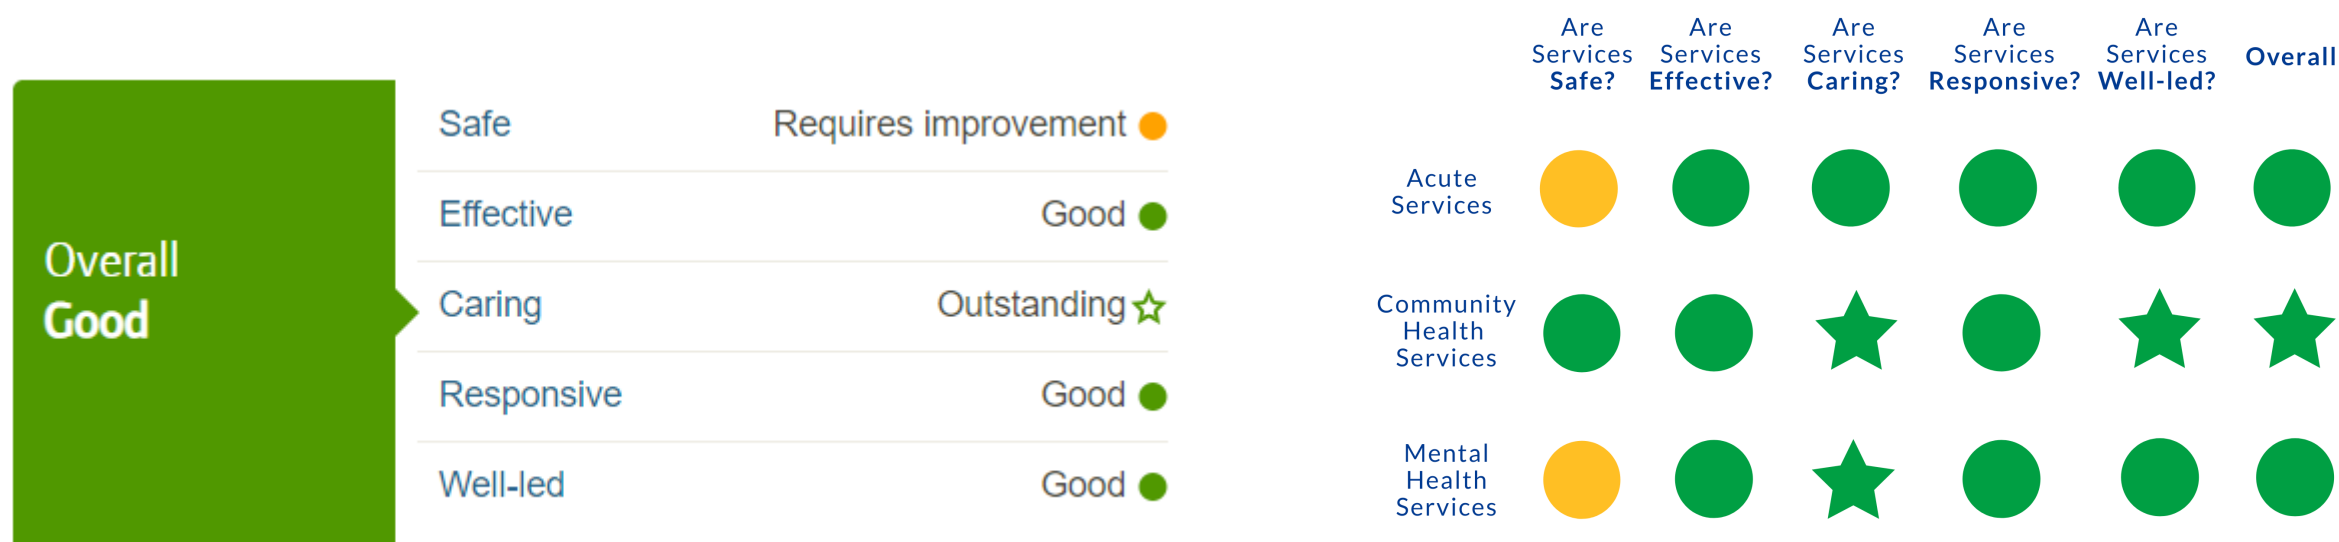 Overall
Good
Safe Requires improvement
Effective Good
Caring Outstanding
Responsive Good
Well-led Good
Are
Services
Safe?
Are
Services
Effective?
Are
Services
Caring?
Are
Services
Responsive?
Are
Services
Well-led?
Overall
Acute
Services
Community
Health
Services
Mental
Health
Services